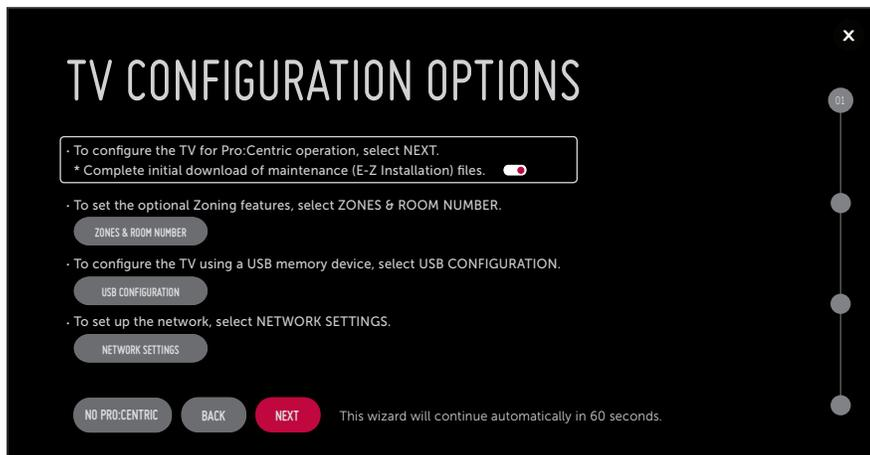 TV CONFIGURATION OPTIONS
01
· To configure the TV for Pro:Centric operation, select NEXT.
* Complete initial download of maintenance (E-Z Installation) files.
· To set the optional Zoning features, select ZONES & ROOM NUMBER.
ZONES & ROOM NUMBER
· To configure the TV using a USB memory device, select USB CONFIGURATION.
USB CONFIGURATION
· To set up the network, select NETWORK SETTINGS.
NETWORK SETTINGS
NO PRO:CENTRIC BACK NEXT This wizard will continue automatically in 60 seconds.